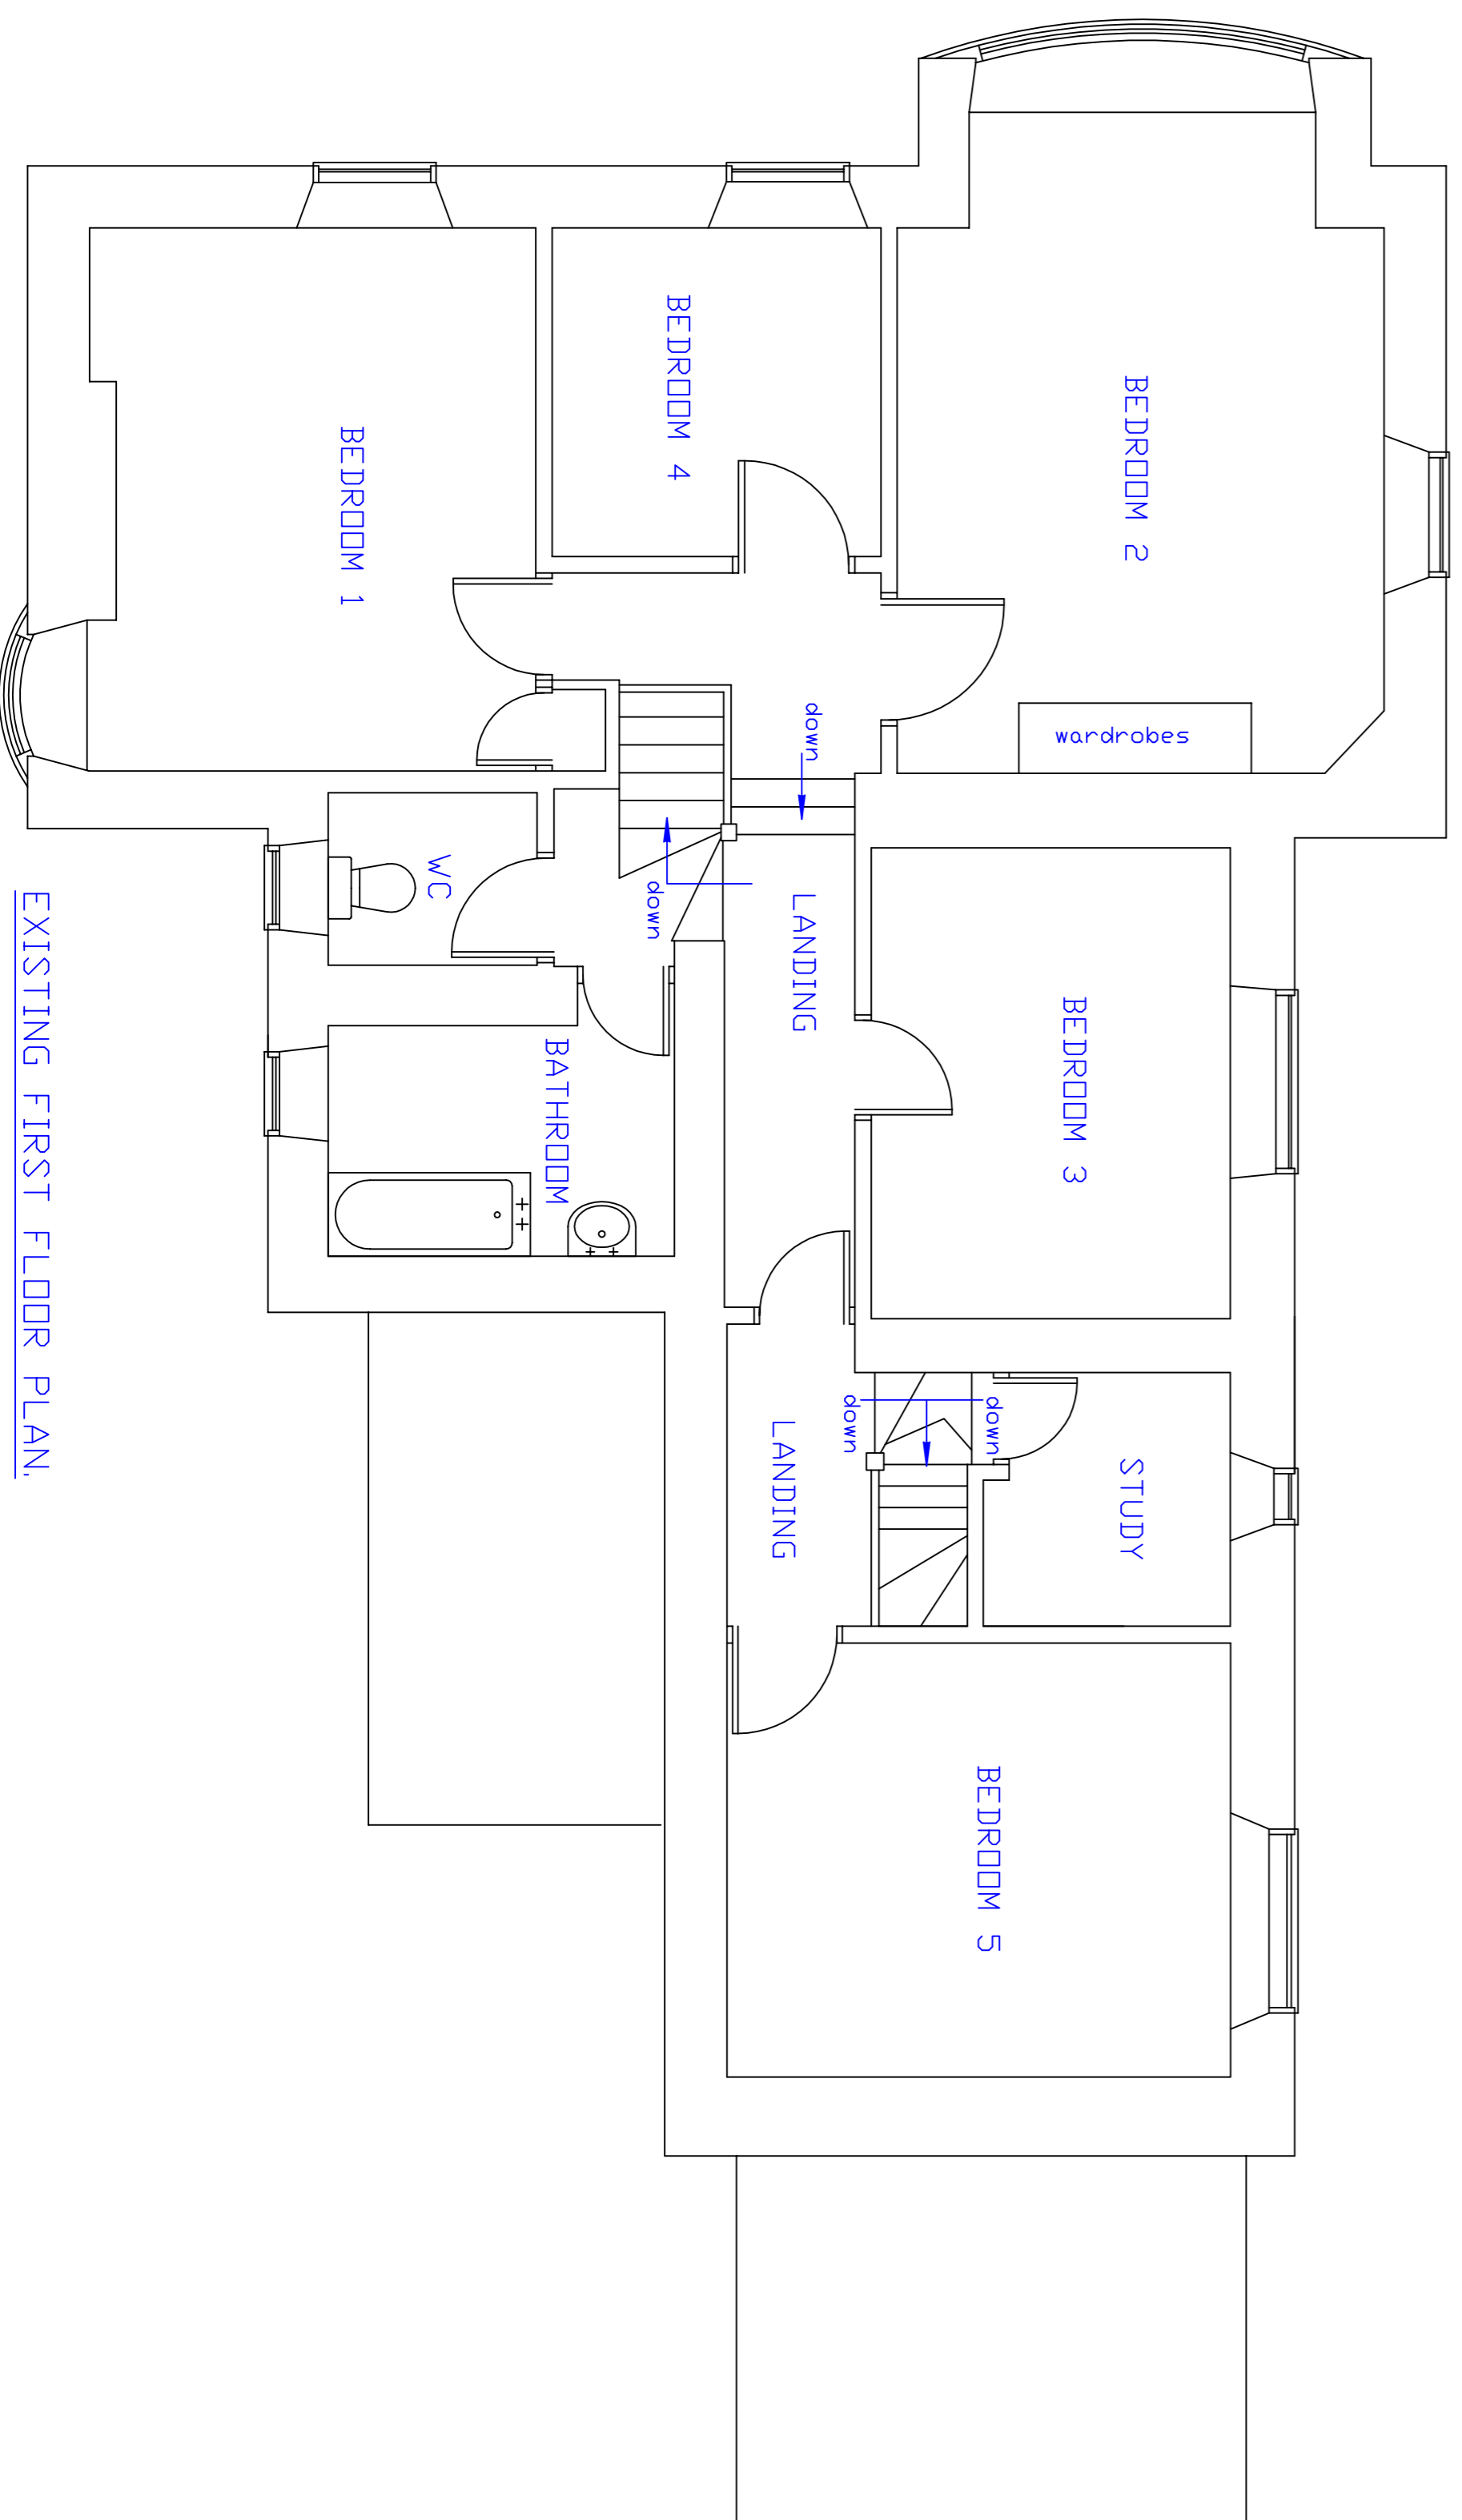 BEDROOM 2
wardrobes
BEDROOM 3
STUDY
BEDROOM 5
down
down
down
LANDING
LANDING
BEDROOM 4
down
BATHROOM
WC
BEDROOM 1
EXISTING FIRST FLOOR PLAN.